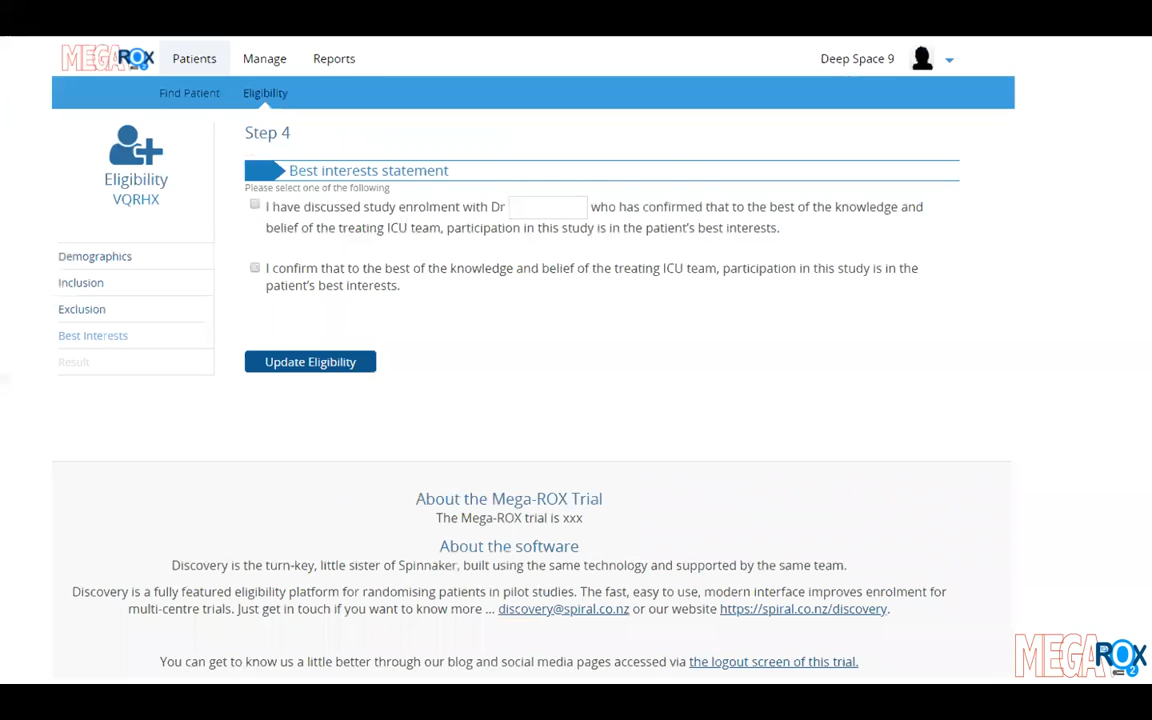 MEGAROX Patients Manage Reports Deep Space 9
2
Find Patient Eligibility
Step 4
Eligibility
VQRHX
Best interests statement
Please select one of the following
I have discussed study enrolment with Dr who has confirmed that to the best of the knowledge and
belief of the treating ICU team, participation in this study is in the patient's best interests.
I confirm that to the best of the knowledge and belief of the treating ICU team, participation in this study is in the
patient's best interests.
Demographics
Inclusion
Exclusion
Best Interests
Result
Update Eligibility
About the Mega-ROX Trial
The Mega-ROX trial is xxx
About the software
Discovery is the turn-key, little sister of Spinnaker, built using the same technology and supported by the same team.
Discovery is a fully featured eligibility platform for randomising patients in pilot studies. The fast, easy to use, modern interface improves enrolment for
multi-centre trials. Just get in touch if you want to know more ... discovery@spiral.co.nz or our website https://spiral.co.nz/discovery.
You can get to know us a little better through our blog and social media pages accessed via the logout screen of this trial.
MEGAROX
2